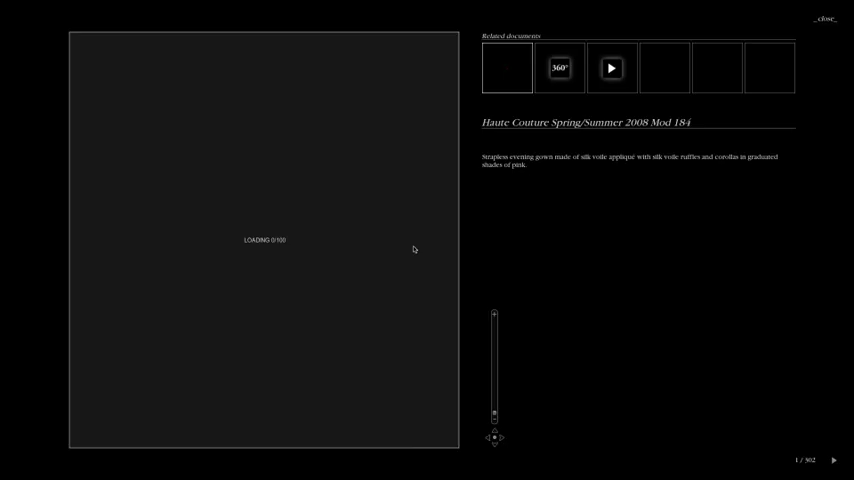 _close_
Related documents
360°
Haute Couture Spring/Summer 2008 Mod 184
Strapless evening gown made of silk voile appliqué with silk voile ruffles and corollas in graduated
shades of pink.
LOADING 0/100
+
-
1 / 302